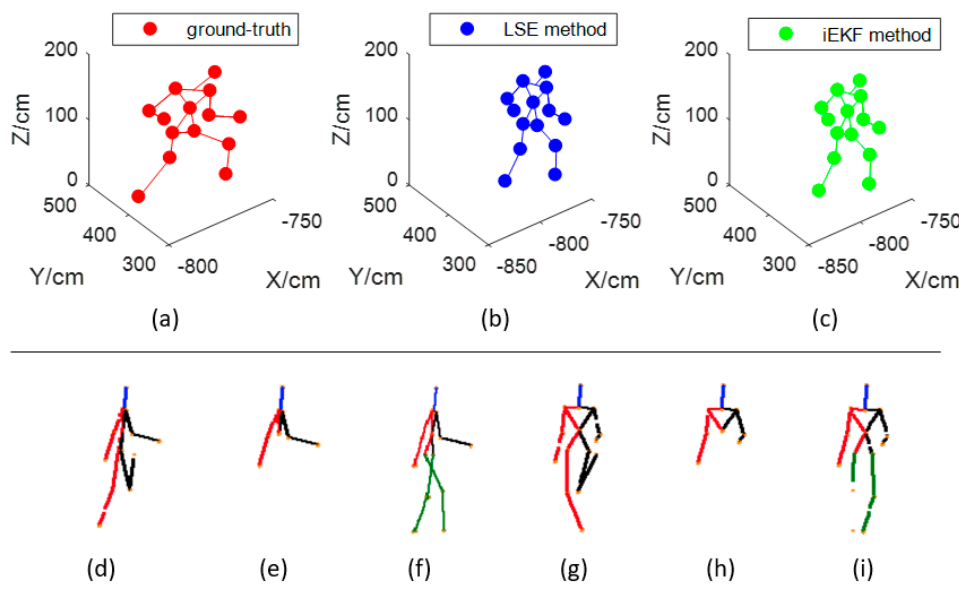 ground-truth
LSE method
iEKF method
200
100
0
Z/cm
500
400
300
Y/cm
-800
-750
X/cm
(a)
200
100
0
Z/cm
500
400
300
Y/cm
-850
-800
-750
X/cm
(b)
200
100
0
Z/cm
500
400
300
Y/cm
-850
-800
-750
X/cm
(c)
(d) (e) (f) (g) (h) (i)